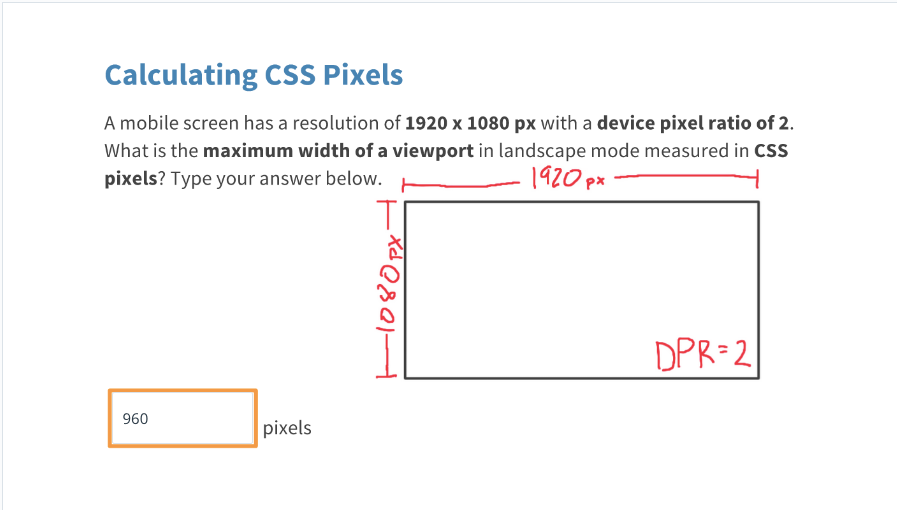 Calculating CSS Pixels
A mobile screen has a resolution of 1920 x 1080 px with a device pixel ratio of 2.
What is the maximum width of a viewport in landscape mode measured in CSS
pixels? Type your answer below.
1920 px
1080 px
DPR=2
960
pixels